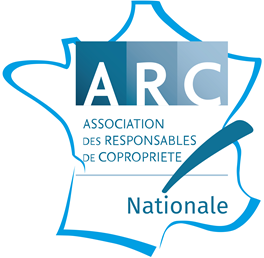 ARC
ASSOCIATION
DES RESPONSABLES
DE COPROPRIETE
Nationale